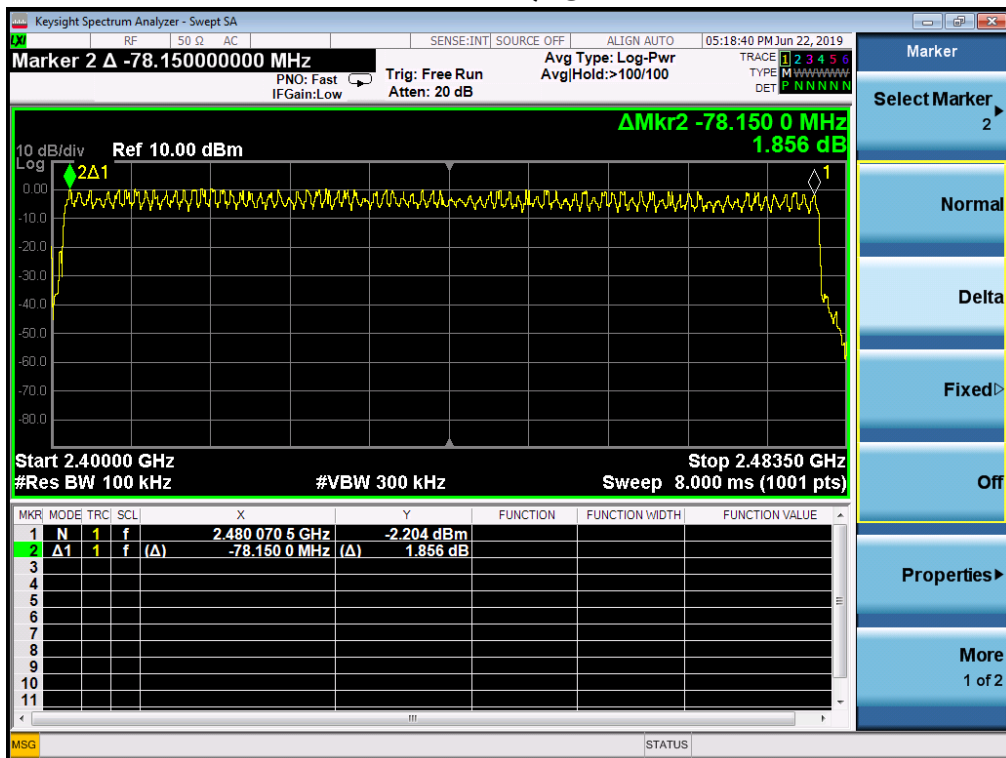 Keysight Spectrum Analyzer - Swept SA
LXI RF 50 Ω AC SENSE:INT SOURCE OFF ALIGN AUTO 05:18:40 PM Jun 22, 2019
Marker 2 Δ -78.150000000 MHz
PNO: Fast
IFGain:Low
Trig: Free Run
Atten: 20 dB
Avg Type: Log-Pwr
Avg|Hold:>100/100
TRACE 1 2 3 4 5 6
TYPE M WWWWW
DET P N N N N N
ΔMkr2 -78.150 0 MHz
1.856 dB
10 dB/div Ref 10.00 dBm
Log
2Δ1
1
0.00
-10.0
-20.0
-30.0
-40.0
-50.0
-60.0
-70.0
-80.0
Start 2.40000 GHz Stop 2.48350 GHz
#Res BW 100 kHz #VBW 300 kHz Sweep 8.000 ms (1001 pts)
MKR MODE TRC SCL X Y FUNCTION FUNCTION WIDTH FUNCTION VALUE
1 N 1 f 2.480 070 5 GHz -2.204 dBm
2 Δ1 1 f (Δ) -78.150 0 MHz (Δ) 1.856 dB
3
4
5
6
7
8
9
10
11
MSG STATUS
Marker
Select Marker
2
Normal
Delta
Fixed
Off
Properties
More
1 of 2